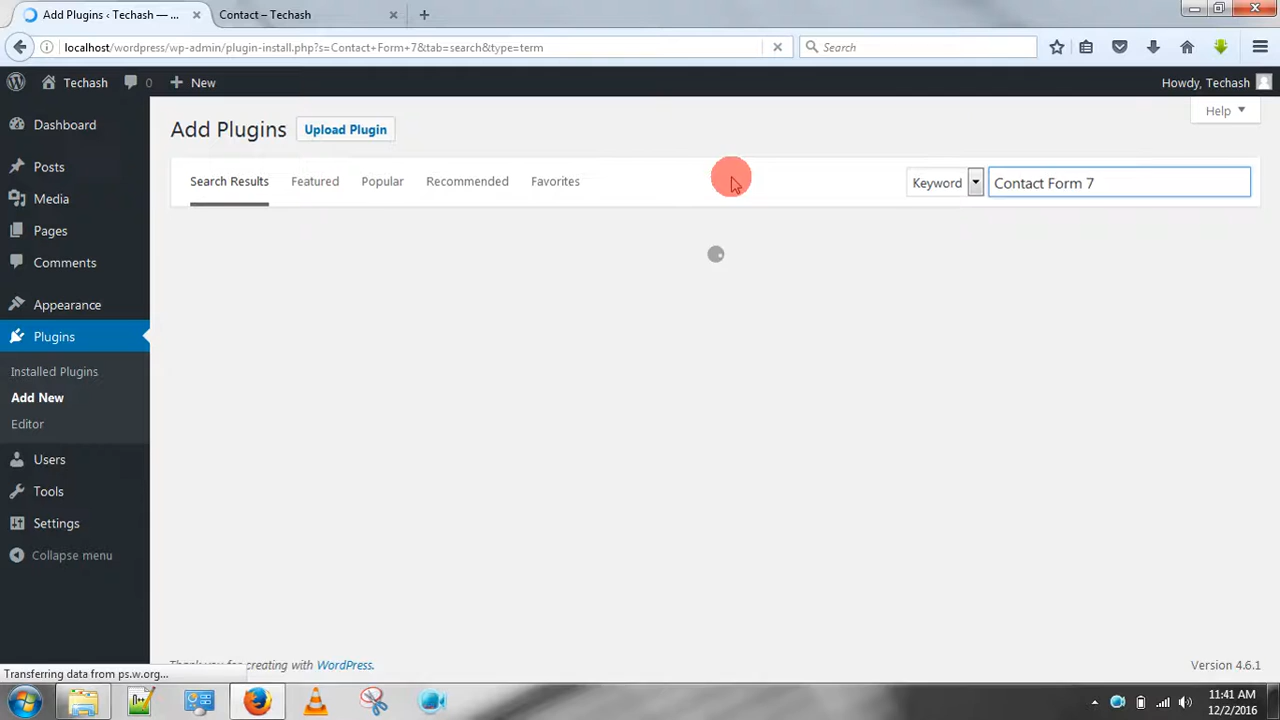 Add Plugins ‹ Techash — ...
Contact – Techash
localhost/wordpress/wp-admin/plugin-install.php?s=Contact+Form+7&tab=search&type=term
Search
Techash
0
New
Howdy, Techash
Help
Dashboard
Posts
Media
Pages
Comments
Appearance
Plugins
Installed Plugins
Add New
Editor
Users
Tools
Settings
Collapse menu
Add Plugins
Upload Plugin
Search Results
Featured
Popular
Recommended
Favorites
Keyword
Contact Form 7
Thank you for creating with WordPress.
Version 4.6.1
Transferring data from ps.w.org...
11:41 AM
12/2/2016